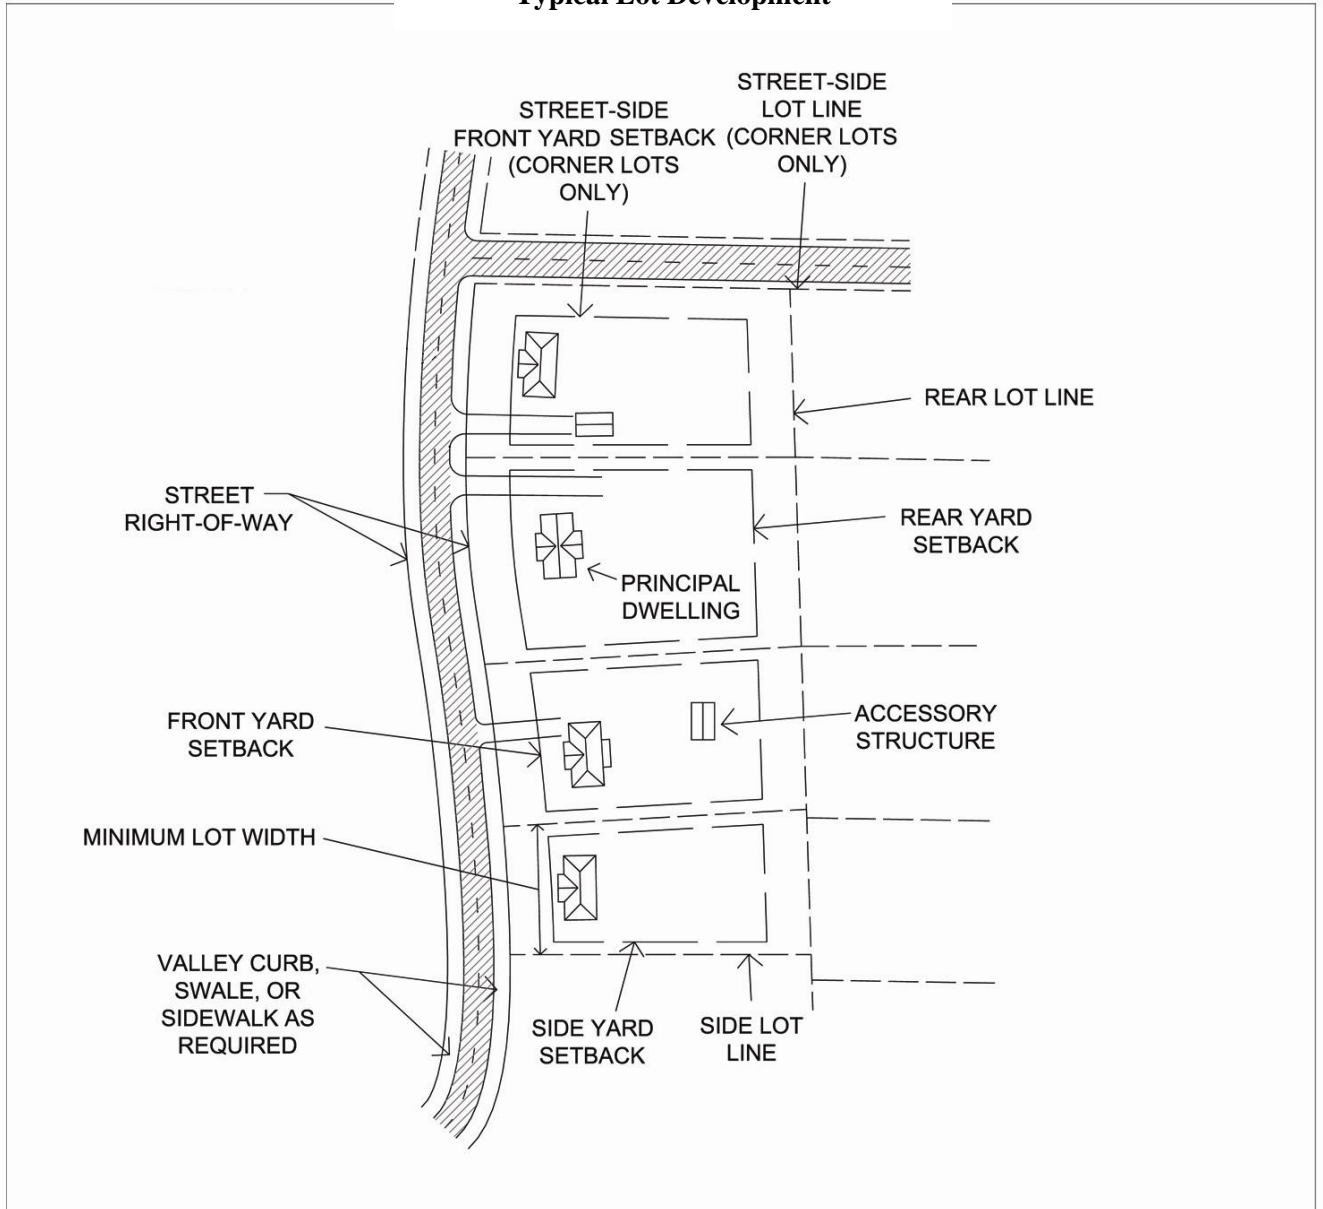 Typical Lot Development
STREET-SIDE
LOT LINE
(CORNER LOTS
ONLY)
STREET-SIDE
FRONT YARD SETBACK
(CORNER LOTS
ONLY)
REAR LOT LINE
STREET
RIGHT-OF-WAY
REAR YARD
SETBACK
PRINCIPAL
DWELLING
FRONT YARD
SETBACK
ACCESSORY
STRUCTURE
MINIMUM LOT WIDTH
VALLEY CURB,
SWALE, OR
SIDEWALK AS
REQUIRED
SIDE YARD
SETBACK
SIDE LOT
LINE